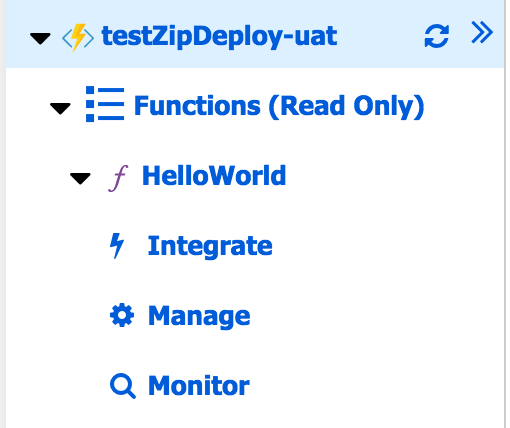 testZipDeploy-uat
Functions (Read Only)
HelloWorld
Integrate
Manage
Monitor